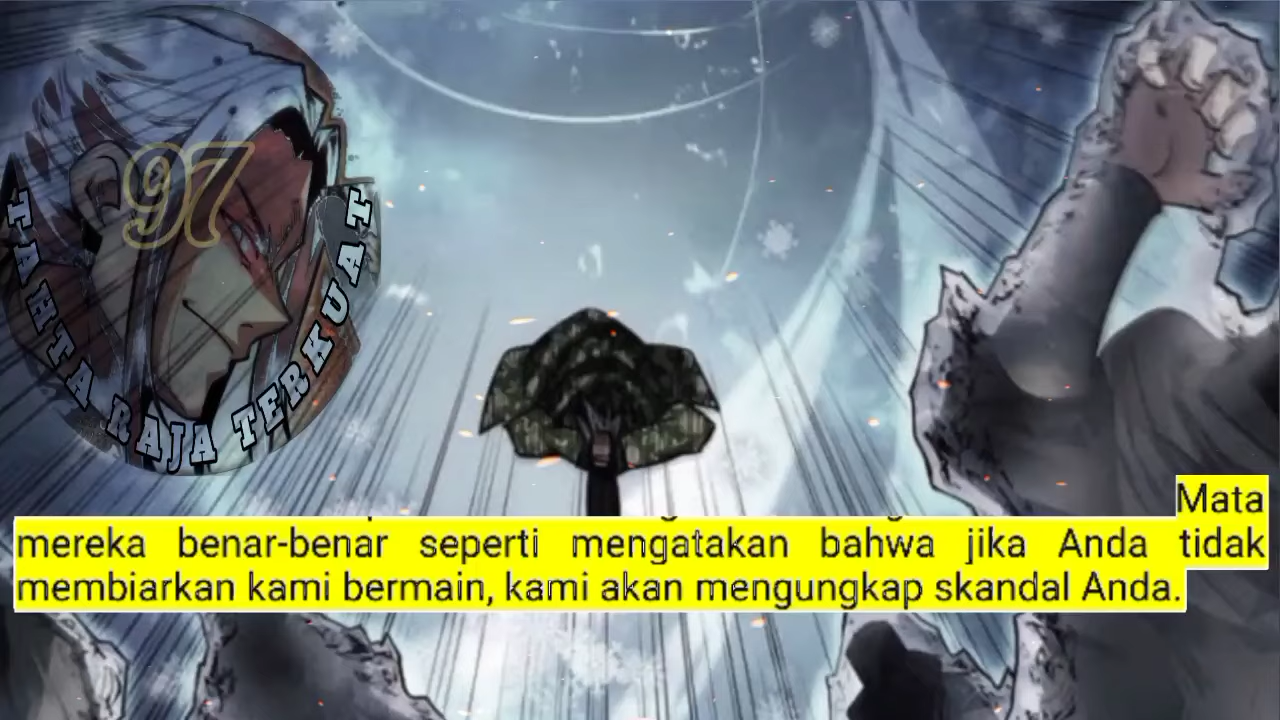 97
TAHTA RAJA TERKUAT
Mata
mereka benar-benar seperti mengatakan bahwa jika Anda tidak
membiarkan kami bermain, kami akan mengungkap skandal Anda.